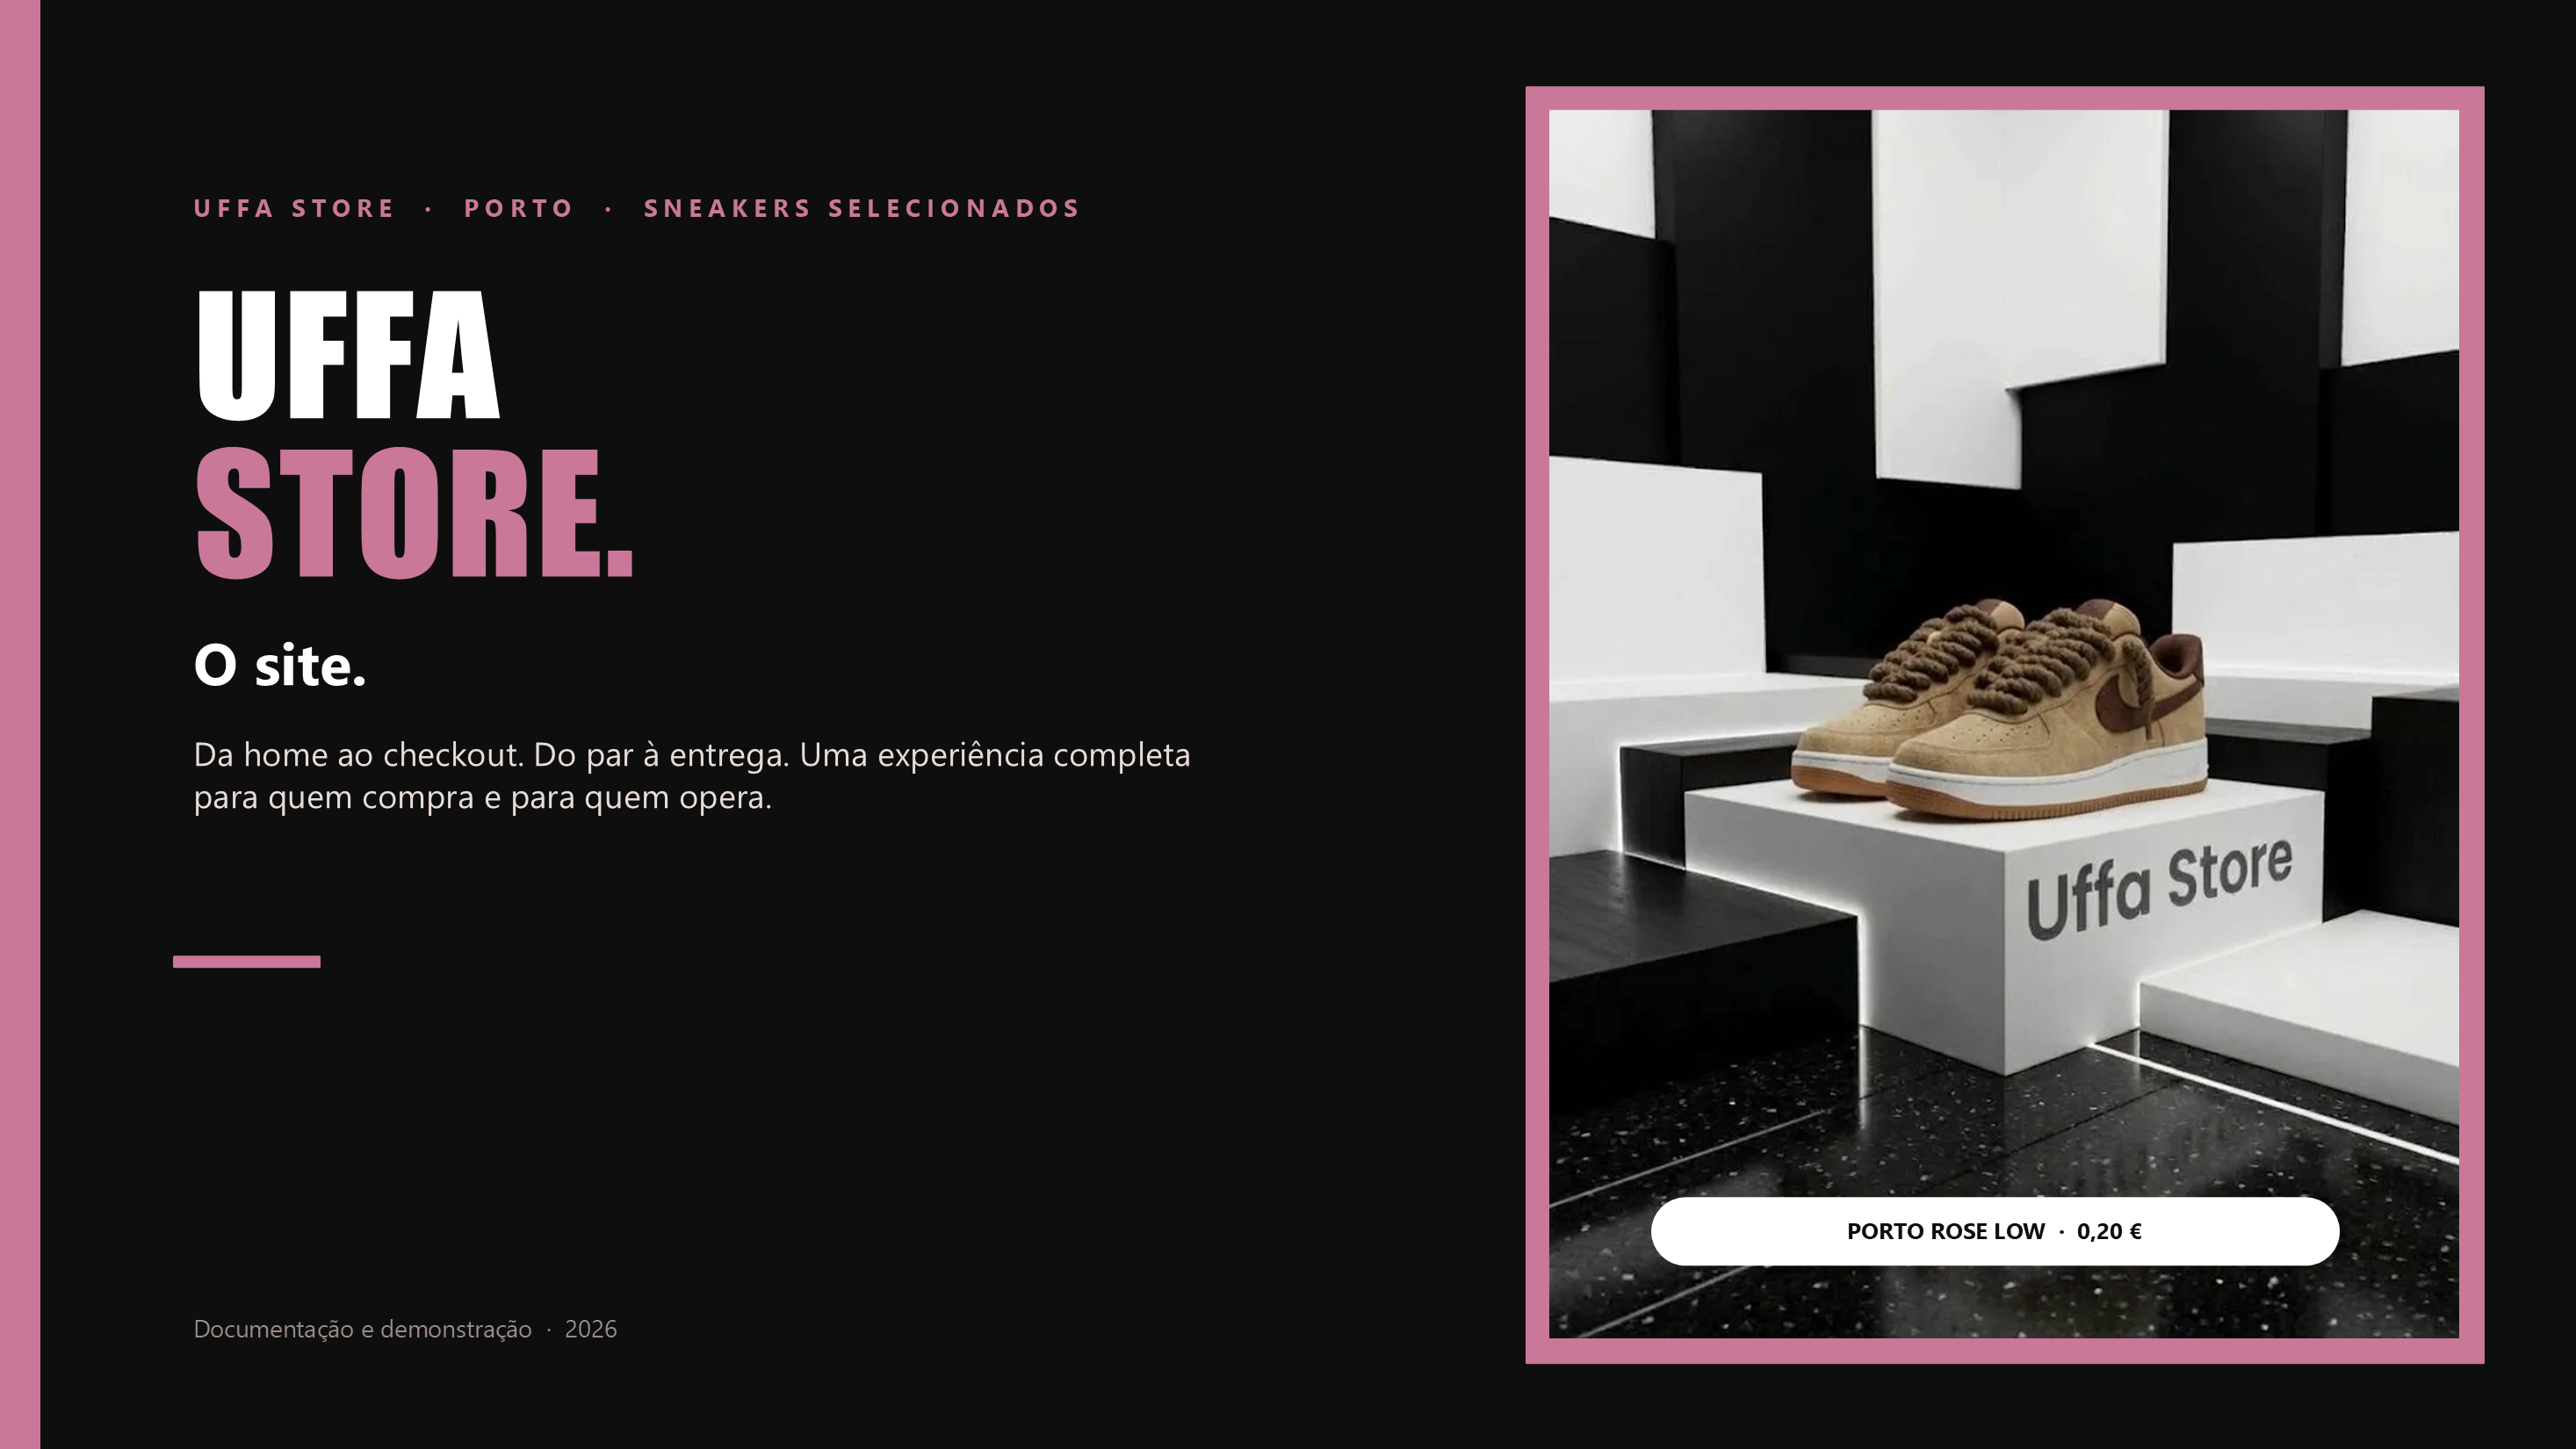 UFFA STORE · PORTO · SNEAKERS SELECIONADOS
UFFA
STORE.
O site.
Da home ao checkout. Do par à entrega. Uma experiência completa
para quem compra e para quem opera.
Documentação e demonstração · 2026
Uffa Store
PORTO ROSE LOW · 0,20 €